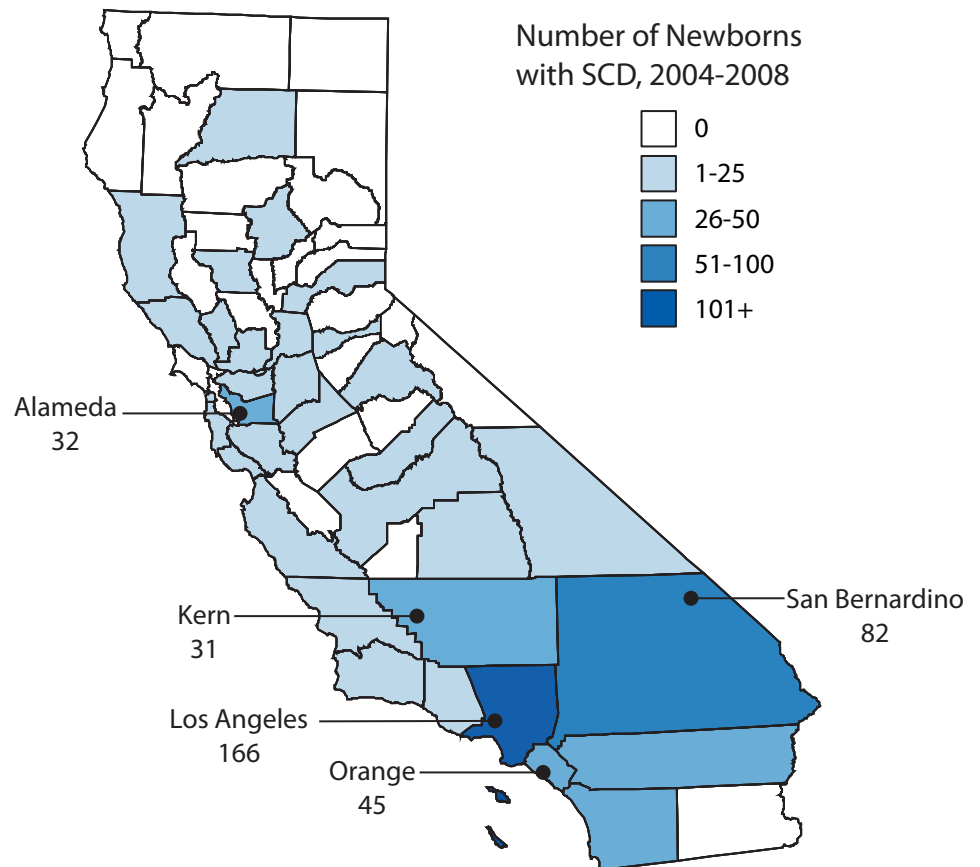 Number of Newborns
with SCD, 2004-2008
0
1-25
26-50
51-100
101+
Alameda
32
San Bernardino
82
Kern
31
Los Angeles
166
Orange
45